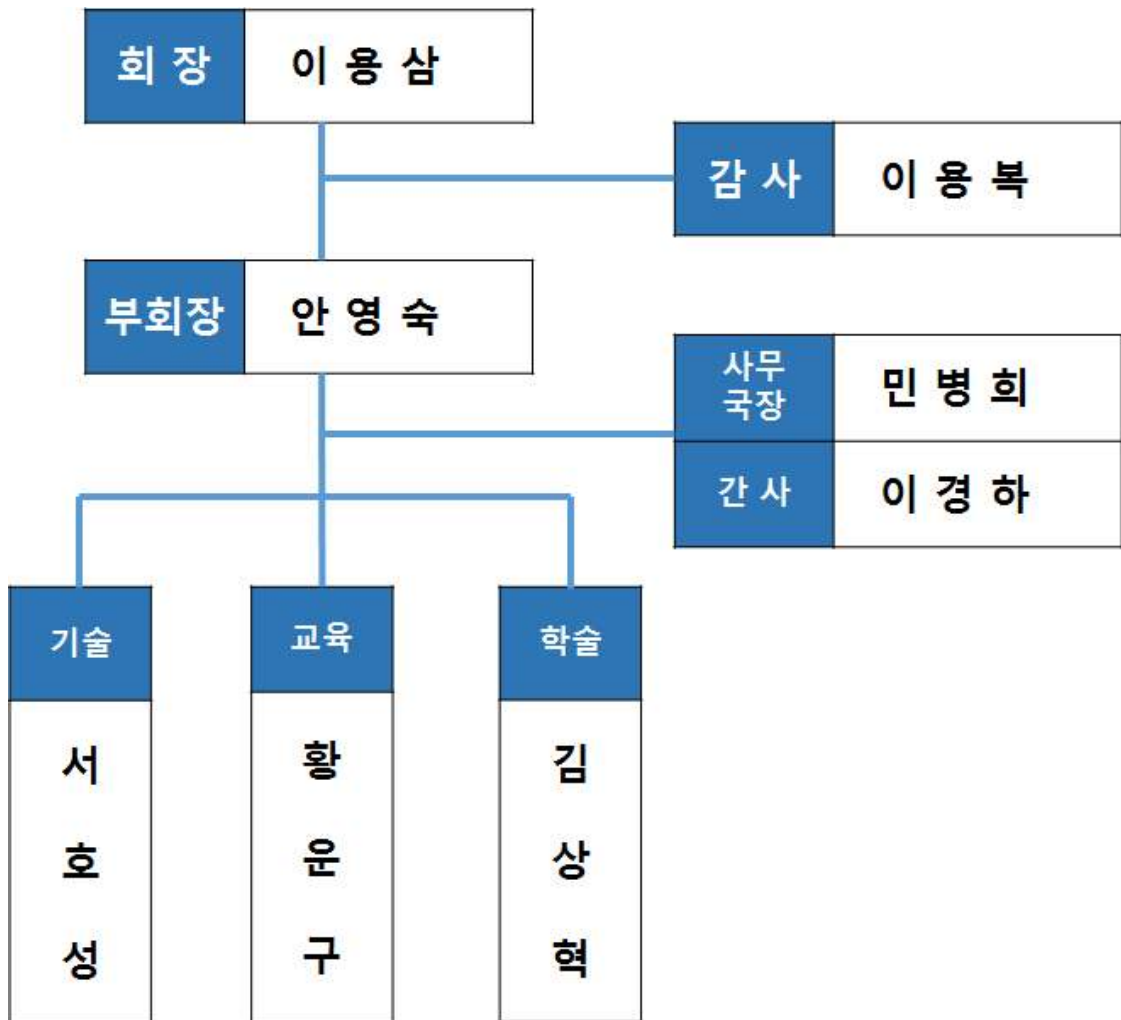 회 장 이 용 삼
감 사 이 용 복
부회장 안 영 숙
사무
국장
민 병 희
간 사 이 경 하
기술
서
호
성
교육
황
운
구
학술
김
상
혁